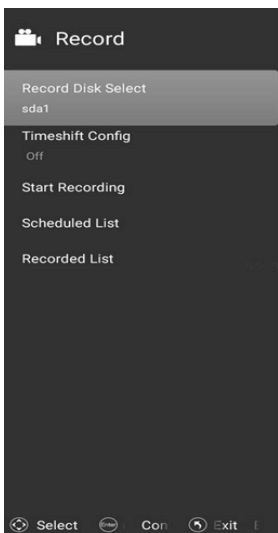 Record
Record Disk Select
sda1
Timeshift Config
Off
Start Recording
Scheduled List
Recorded List
Select Enter Con Exit E